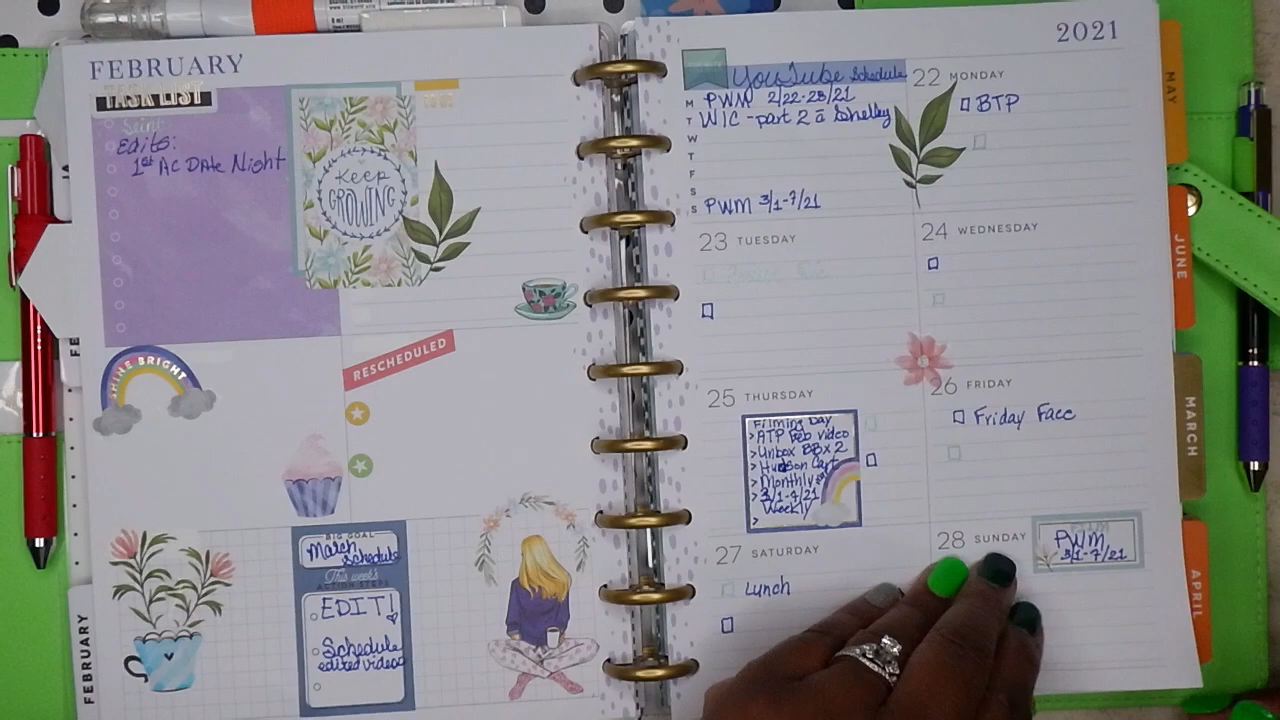 FEBRUARY
TASK LIST
Edits:
1st AC Date Night
Keep
GROWING
SHINE BRIGHT
RESCHEDULED
BIG GOAL
March
Schedule
This week's
ACTION STEPS
EDIT!
Schedule
edited videos
FEBRUARY
2021
YouTube Schedule
M PWM 2/22-28/21
T WIC - part 2 c̄ Shelley
W
T
F
S
S PWM 3/1-7/21
22 MONDAY
BTP
23 TUESDAY
24 WEDNESDAY
25 THURSDAY
Filming Day
>ATP Feb video
>Unbox BBx2
>Hudson Cart
>Monthly
>3/1-7/21
Weekly
>
26 FRIDAY
Friday Face
27 SATURDAY
Lunch
28 SUNDAY
PWM
3/1-7/21
MAY
JUNE
MARCH
APRIL